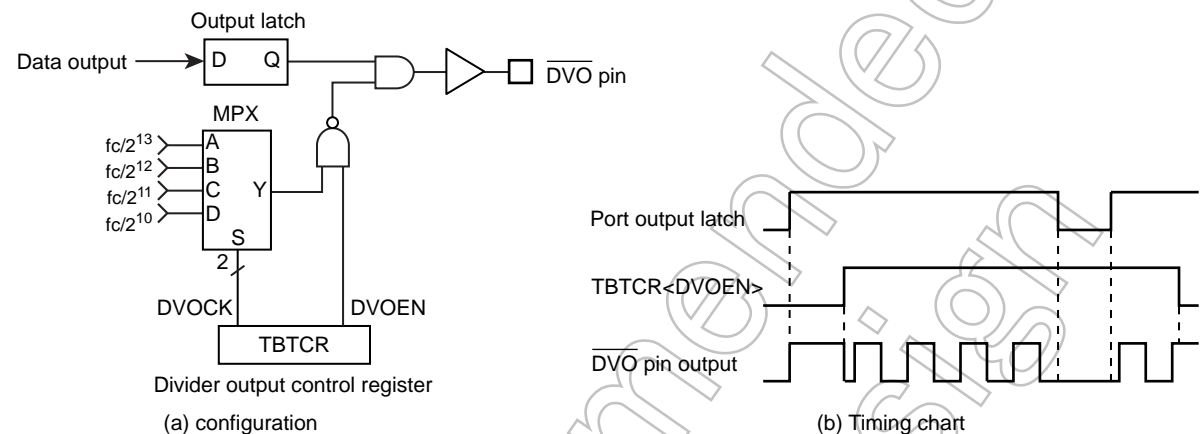 Output latch
Data output
D Q
DVO pin
MPX
fc/2^13
fc/2^12
fc/2^11
fc/2^10
A
B
C
D
Y
S
2
DVOCK
DVOEN
TBTCR
Divider output control register
(a) configuration
Port output latch
TBTCR<DVOEN>
DVO pin output
(b) Timing chart
mended
sign